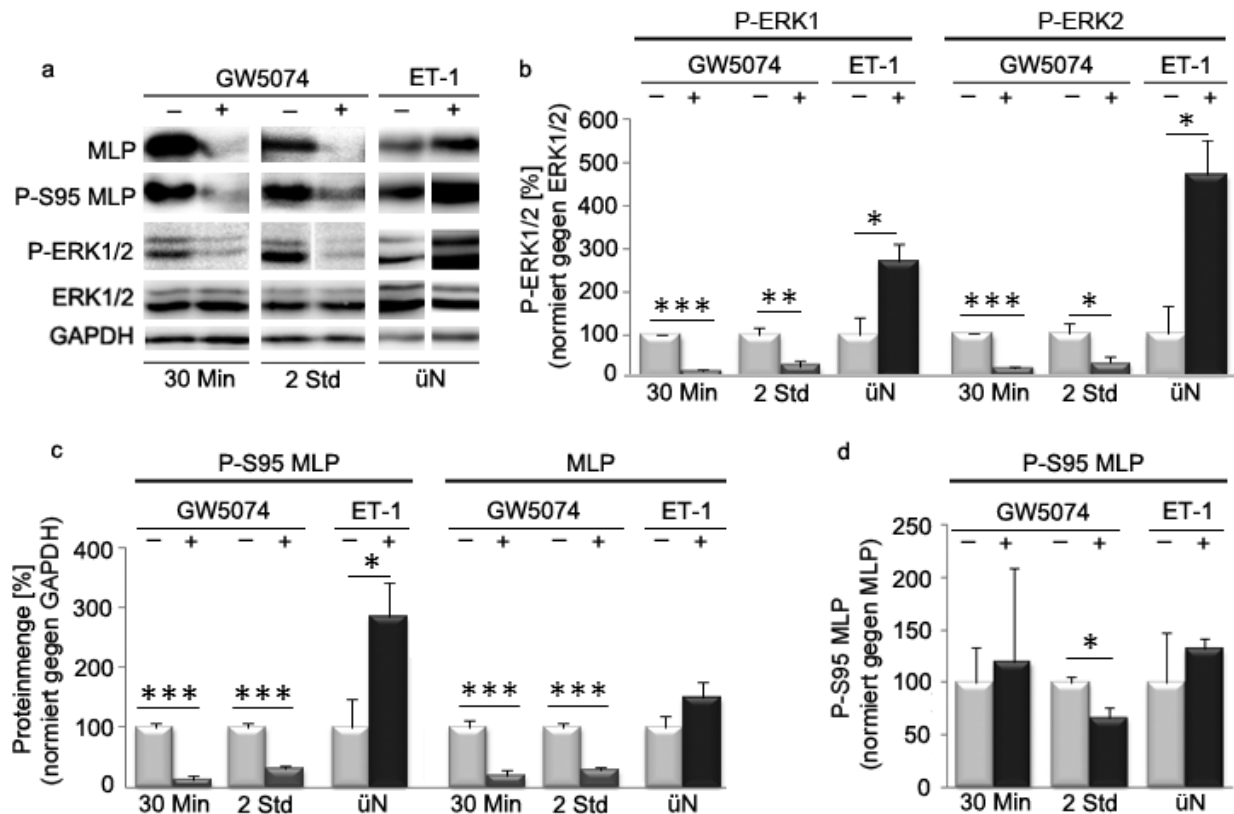 a
GW5074 ET-1
– + – + – +
MLP
P-S95 MLP
P-ERK1/2
ERK1/2
GAPDH
30 Min 2 Std üN
b
P-ERK1 P-ERK2
GW5074 ET-1 GW5074 ET-1
– + – + – + – + – + – +
P-ERK1/2 [%]
(normiert gegen ERK1/2)
600
500
400
300
200
100
0
*** ** * *** * *
30 Min 2 Std üN 30 Min 2 Std üN
c
P-S95 MLP MLP
GW5074 ET-1 GW5074 ET-1
– + – + – + – + – + – +
Proteinmenge [%]
(normiert gegen GAPDH)
400
300
200
100
0
*** *** * *** ***
30 Min 2 Std üN 30 Min 2 Std üN
d
P-S95 MLP
GW5074 ET-1
– + – + – +
P-S95 MLP
(normiert gegen MLP)
250
200
150
100
50
0
*
30 Min 2 Std üN